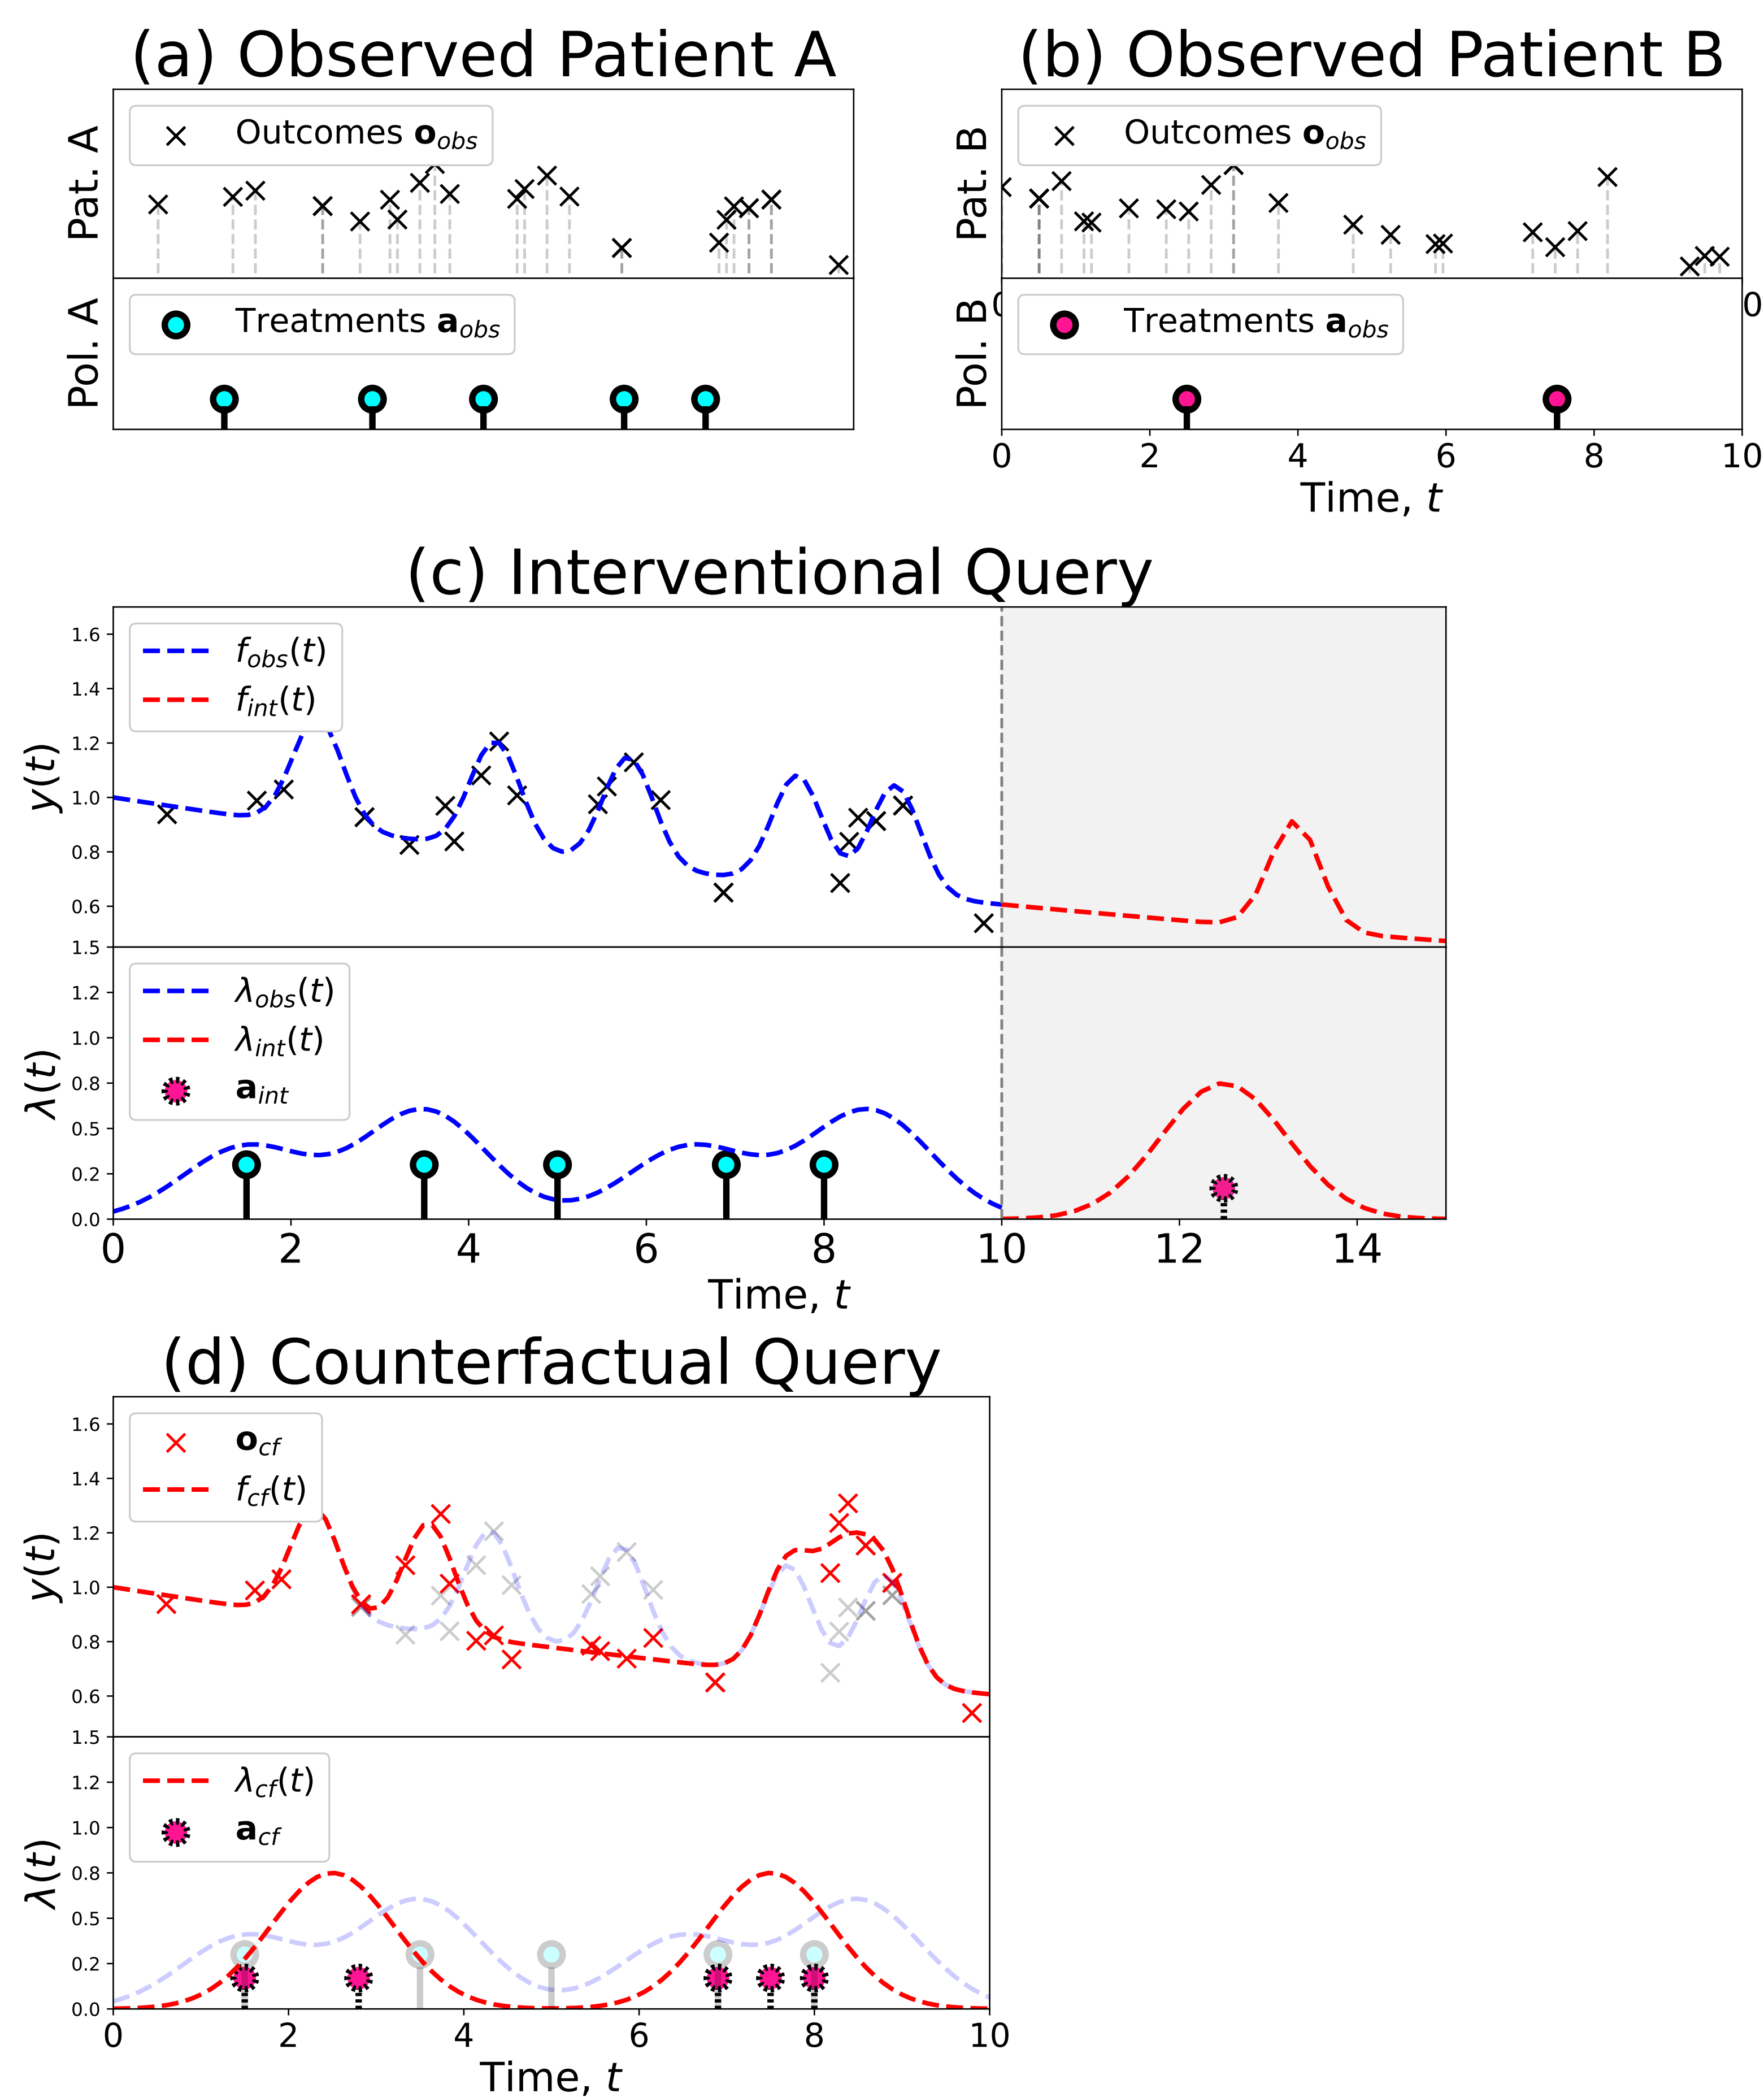 (a) Observed Patient A
Pat. A
Outcomes o_obs
Pol. A
Treatments a_obs
(b) Observed Patient B
Pat. B
Outcomes o_obs
0 0
Pol. B
Treatments a_obs
0 2 4 6 8 10
Time, t
(c) Interventional Query
y(t)
1.6
1.4
1.2
1.0
0.8
0.6
f_obs(t)
f_int(t)
λ(t)
1.5
1.2
1.0
0.8
0.5
0.2
0.0
λ_obs(t)
λ_int(t)
a_int
0 2 4 6 8 10 12 14
Time, t
(d) Counterfactual Query
y(t)
1.6
1.4
1.2
1.0
0.8
0.6
o_cf
f_cf(t)
λ(t)
1.5
1.2
1.0
0.8
0.5
0.2
0.0
λ_cf(t)
a_cf
0 2 4 6 8 10
Time, t